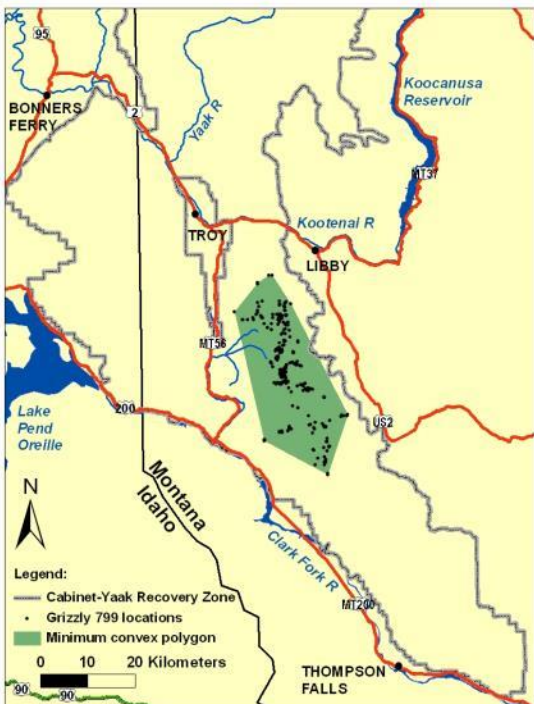 95
BONNERS
FERRY
2
Yaak R
Koocanusa
Reservoir
MT37
TROY
Kootenai R
LIBBY
MT56
US2
200
Lake
Pend
Oreille
Montana
Idaho
N
Clark Fork R
Legend:
Cabinet-Yaak Recovery Zone
Grizzly 799 locations
Minimum convex polygon
0 10 20 Kilometers
MT200
THOMPSON
FALLS
90
90